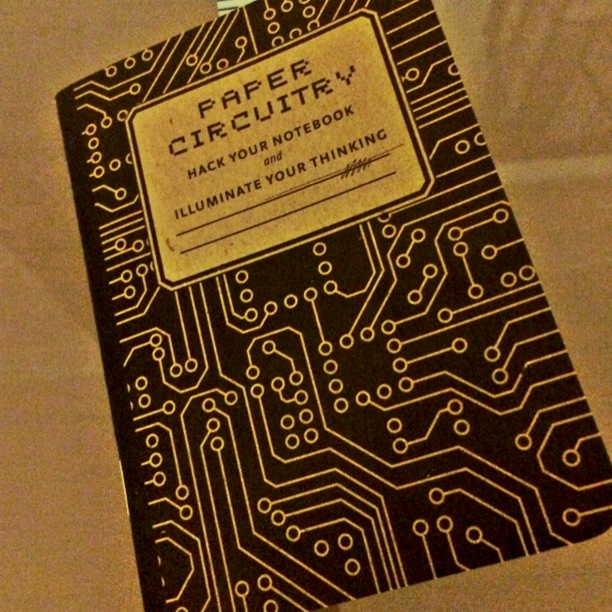 PAPER
CIRCUITRY
HACK YOUR NOTEBOOK
and
ILLUMINATE YOUR THINKING